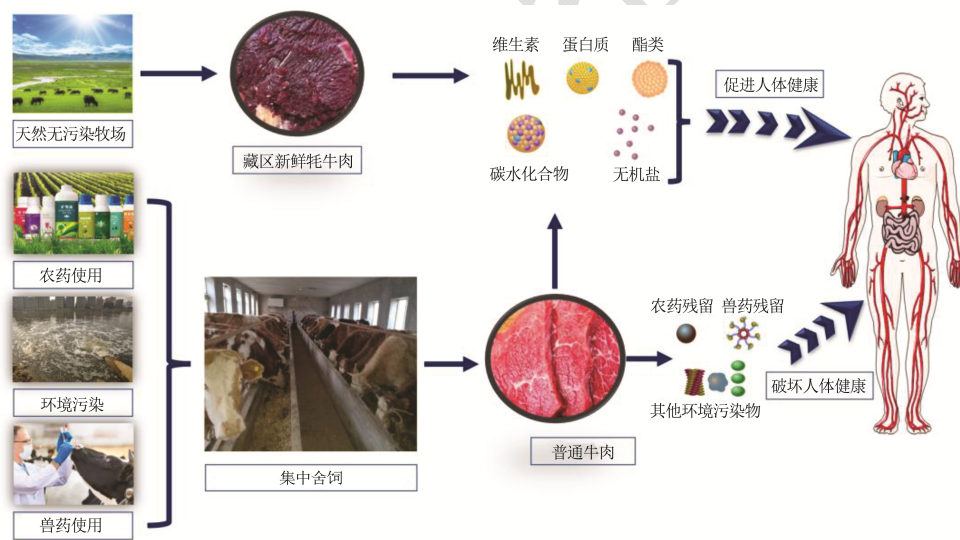 维生素
蛋白质
酯类
促进人体健康
天然无污染牧场
藏区新鲜牦牛肉
碳水化合物
无机盐
农药使用
农药残留
兽药残留
环境污染
破坏人体健康
其他环境污染物
普通牛肉
集中舍饲
兽药使用